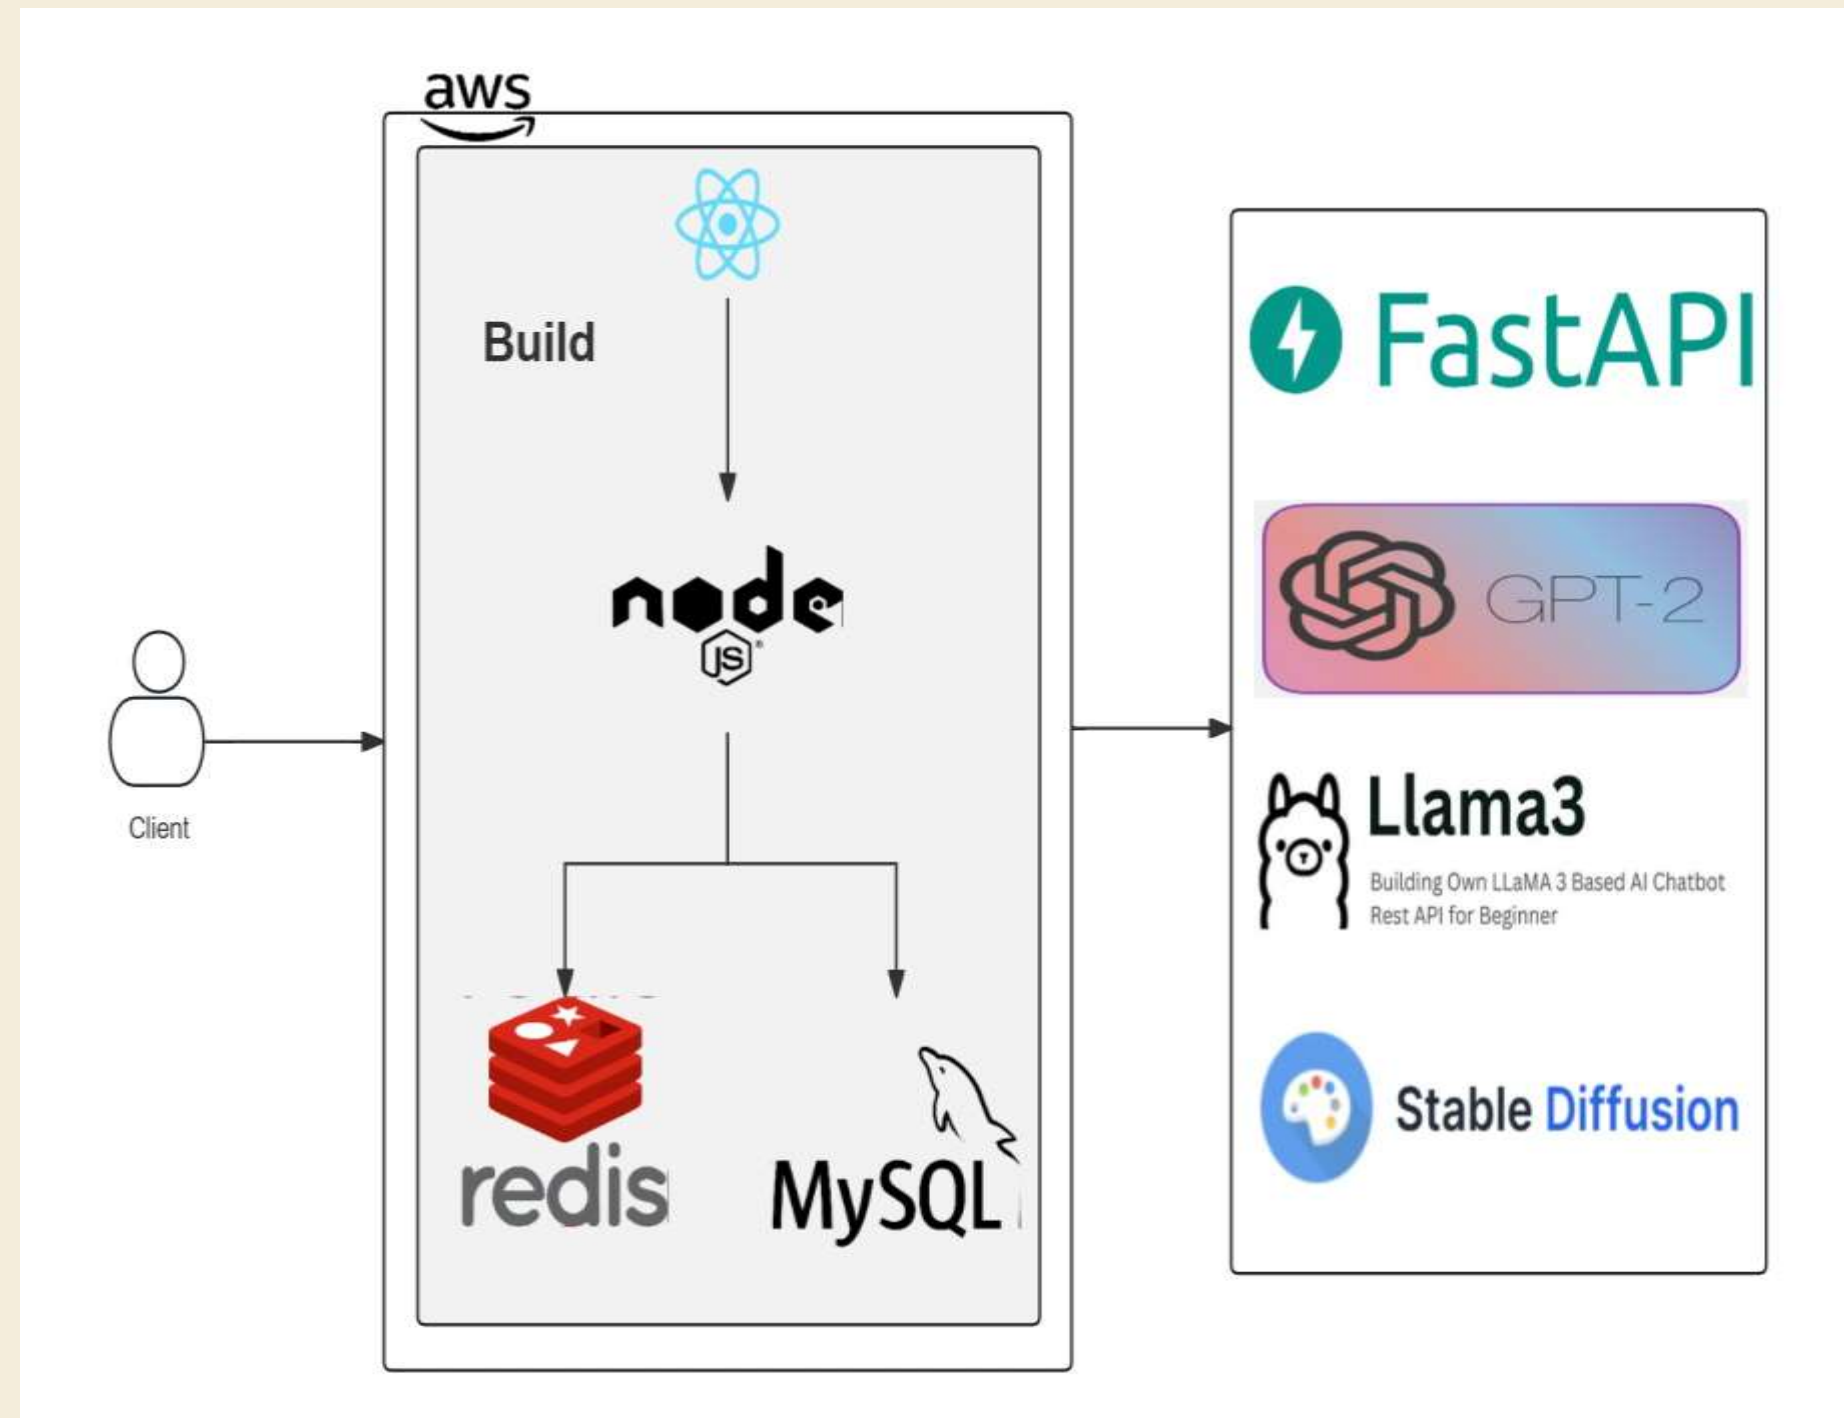 aws
Build
node
JS
Client
redis
MySQL
FastAPI
GPT-2
Llama3
Building Own LLaMA 3 Based AI Chatbot
Rest API for Beginner
Stable Diffusion